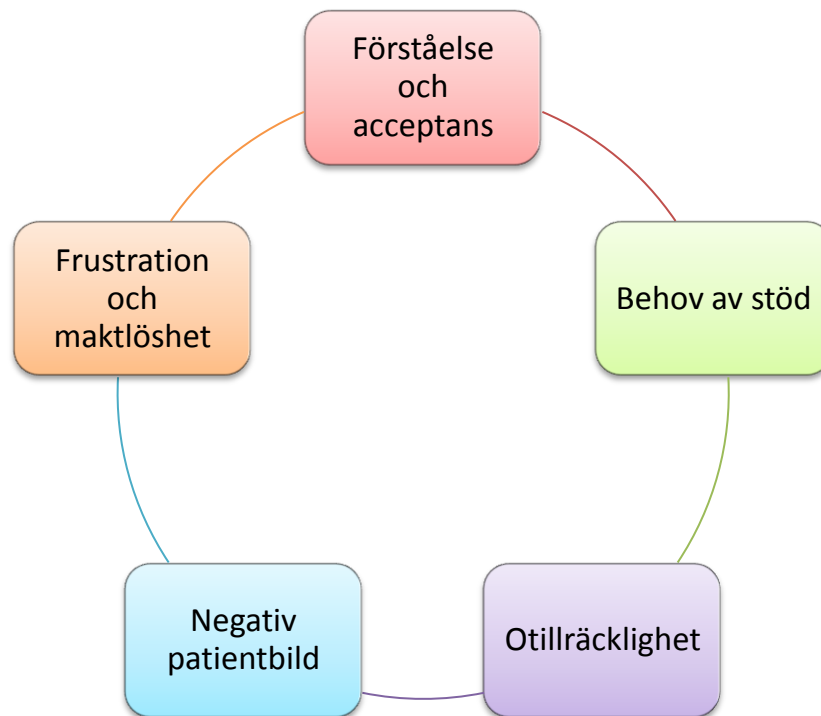 Förståelse
och
acceptans
Behov av stöd
Otillräcklighet
Negativ
patientbild
Frustration
och
maktlöshet